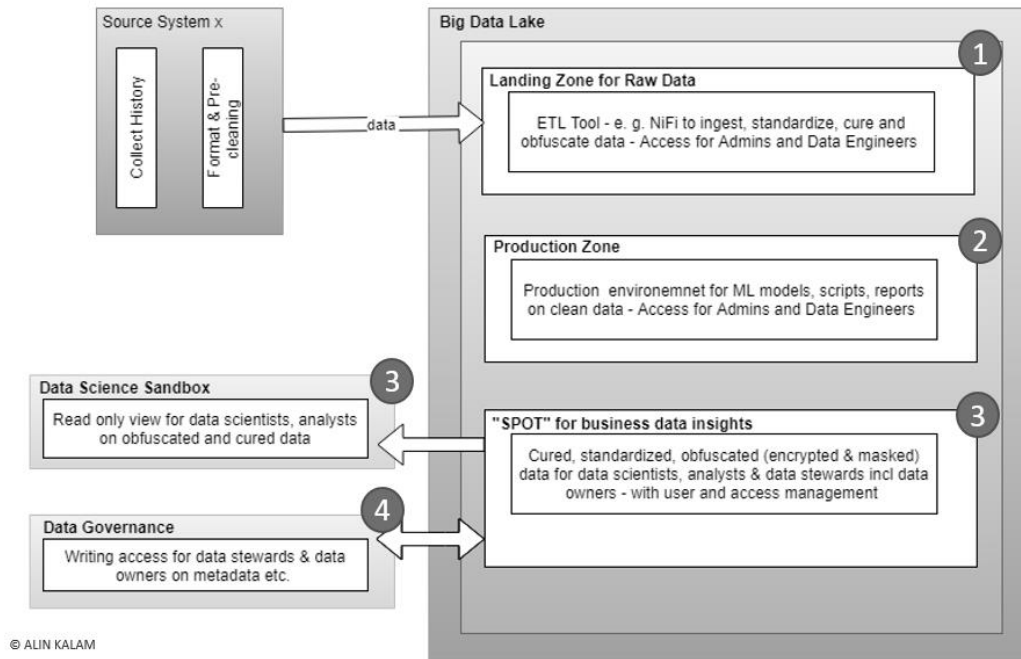 Source System x
Collect History
Format & Pre-
cleaning
data
Big Data Lake
1
Landing Zone for Raw Data
ETL Tool - e. g. NiFi to ingest, standardize, cure and
obfuscate data - Access for Admins and Data Engineers
2
Production Zone
Production environemnet for ML models, scripts, reports
on clean data - Access for Admins and Data Engineers
3
Data Science Sandbox
Read only view for data scientists, analysts
on obfuscated and cured data
3
"SPOT" for business data insights
Cured, standardized, obfuscated (encrypted & masked)
data for data scientists, analysts & data stewards incl data
owners - with user and access management
4
Data Governance
Writing access for data stewards & data
owners on metadata etc.
© ALIN KALAM